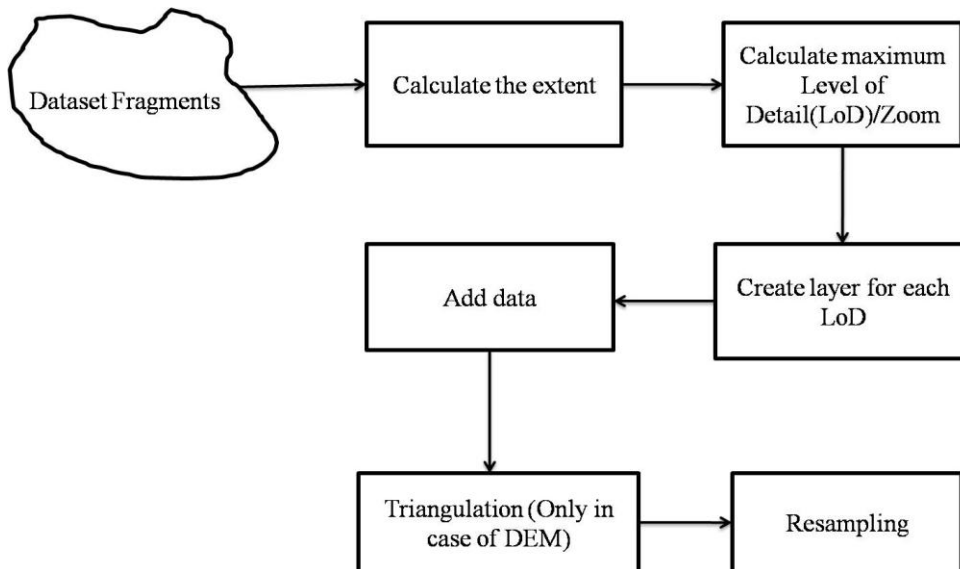 Dataset Fragments
Calculate the extent
Calculate maximum
Level of
Detail(LoD)/Zoom
Create layer for each
LoD
Add data
Triangulation (Only in
case of DEM)
Resampling